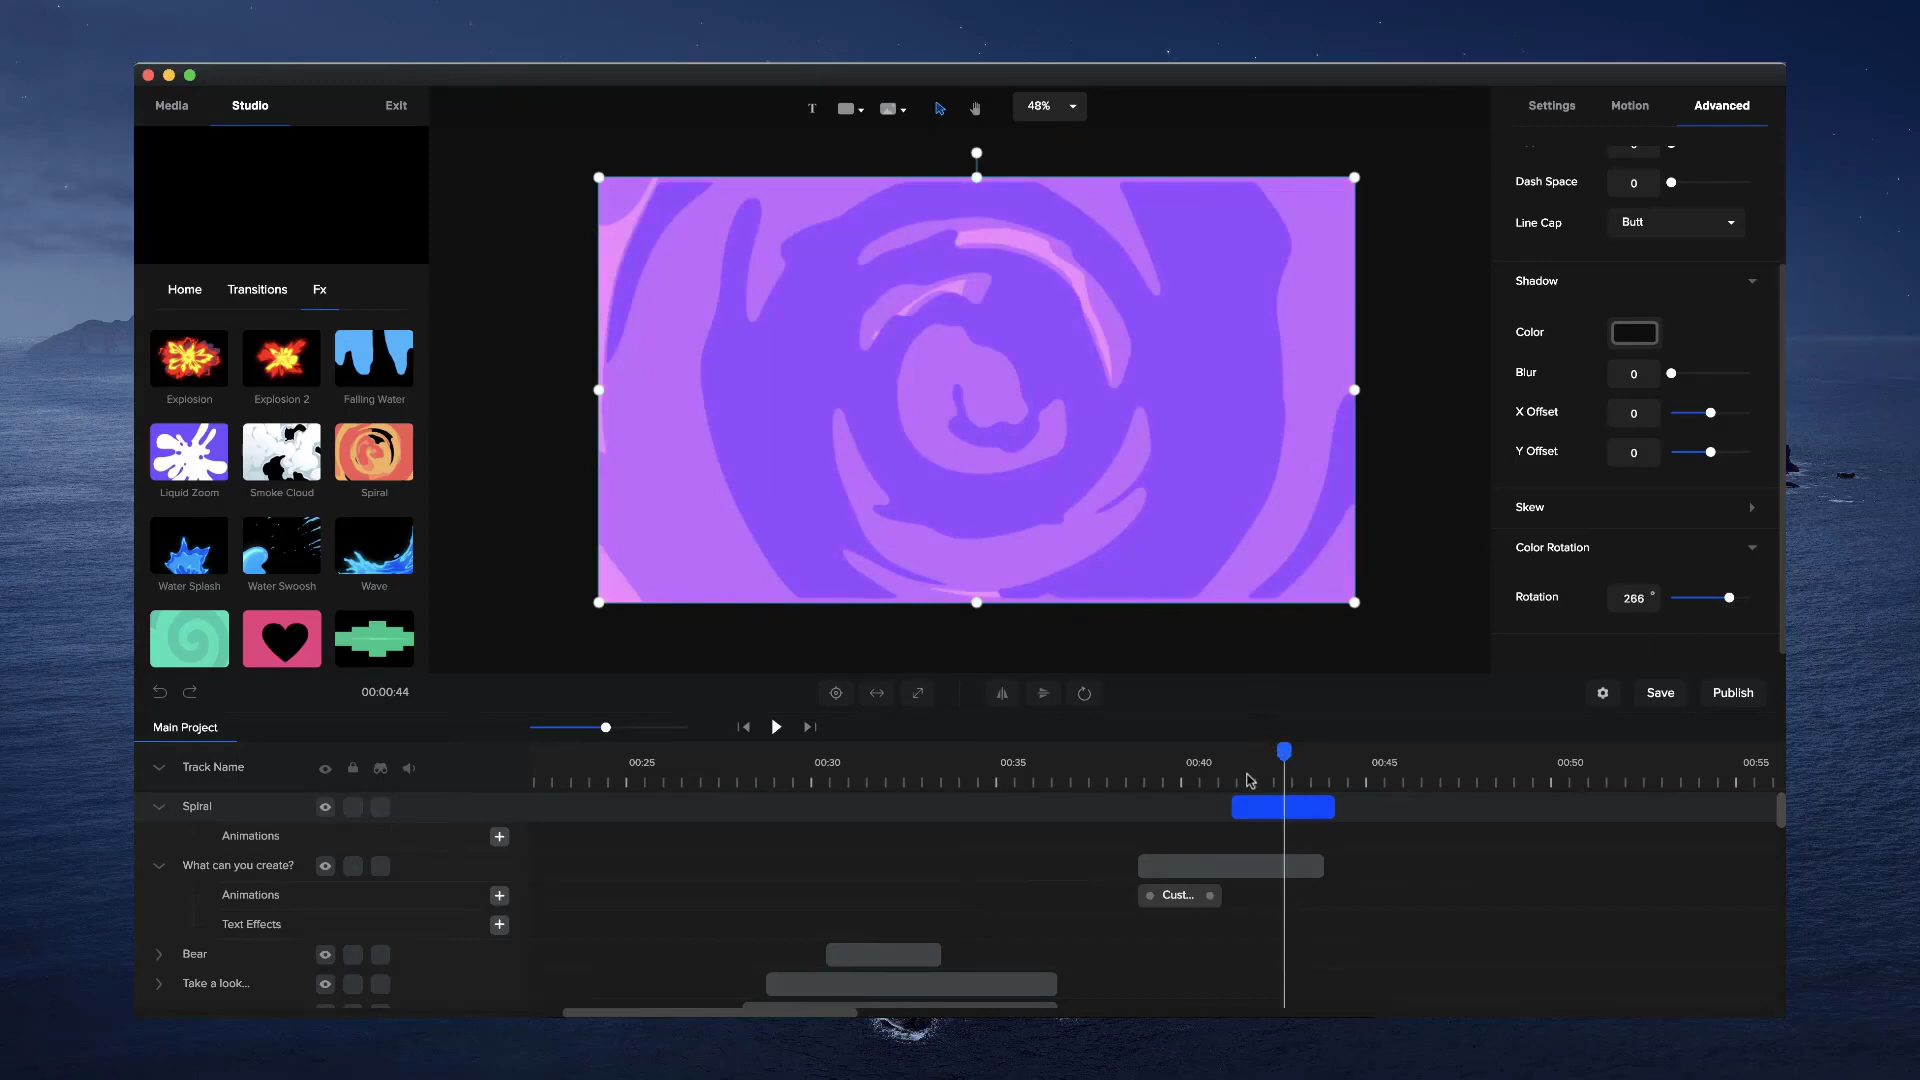 Media Studio Exit
T 48%
Settings Motion Advanced
Dash Space 0
Line Cap Butt
Shadow
Color
Blur 0
X Offset 0
Y Offset 0
Skew
Color Rotation
Rotation 266 °
Home Transitions Fx
Explosion Explosion 2 Falling Water
Liquid Zoom Smoke Cloud Spiral
Water Splash Water Swoosh Wave
00:00:44
Save Publish
Main Project
Track Name
00:25 00:30 00:35 00:40 00:45 00:50 00:55
Spiral
Animations +
What can you create?
Animations + Cust...
Text Effects +
Bear
Take a look...